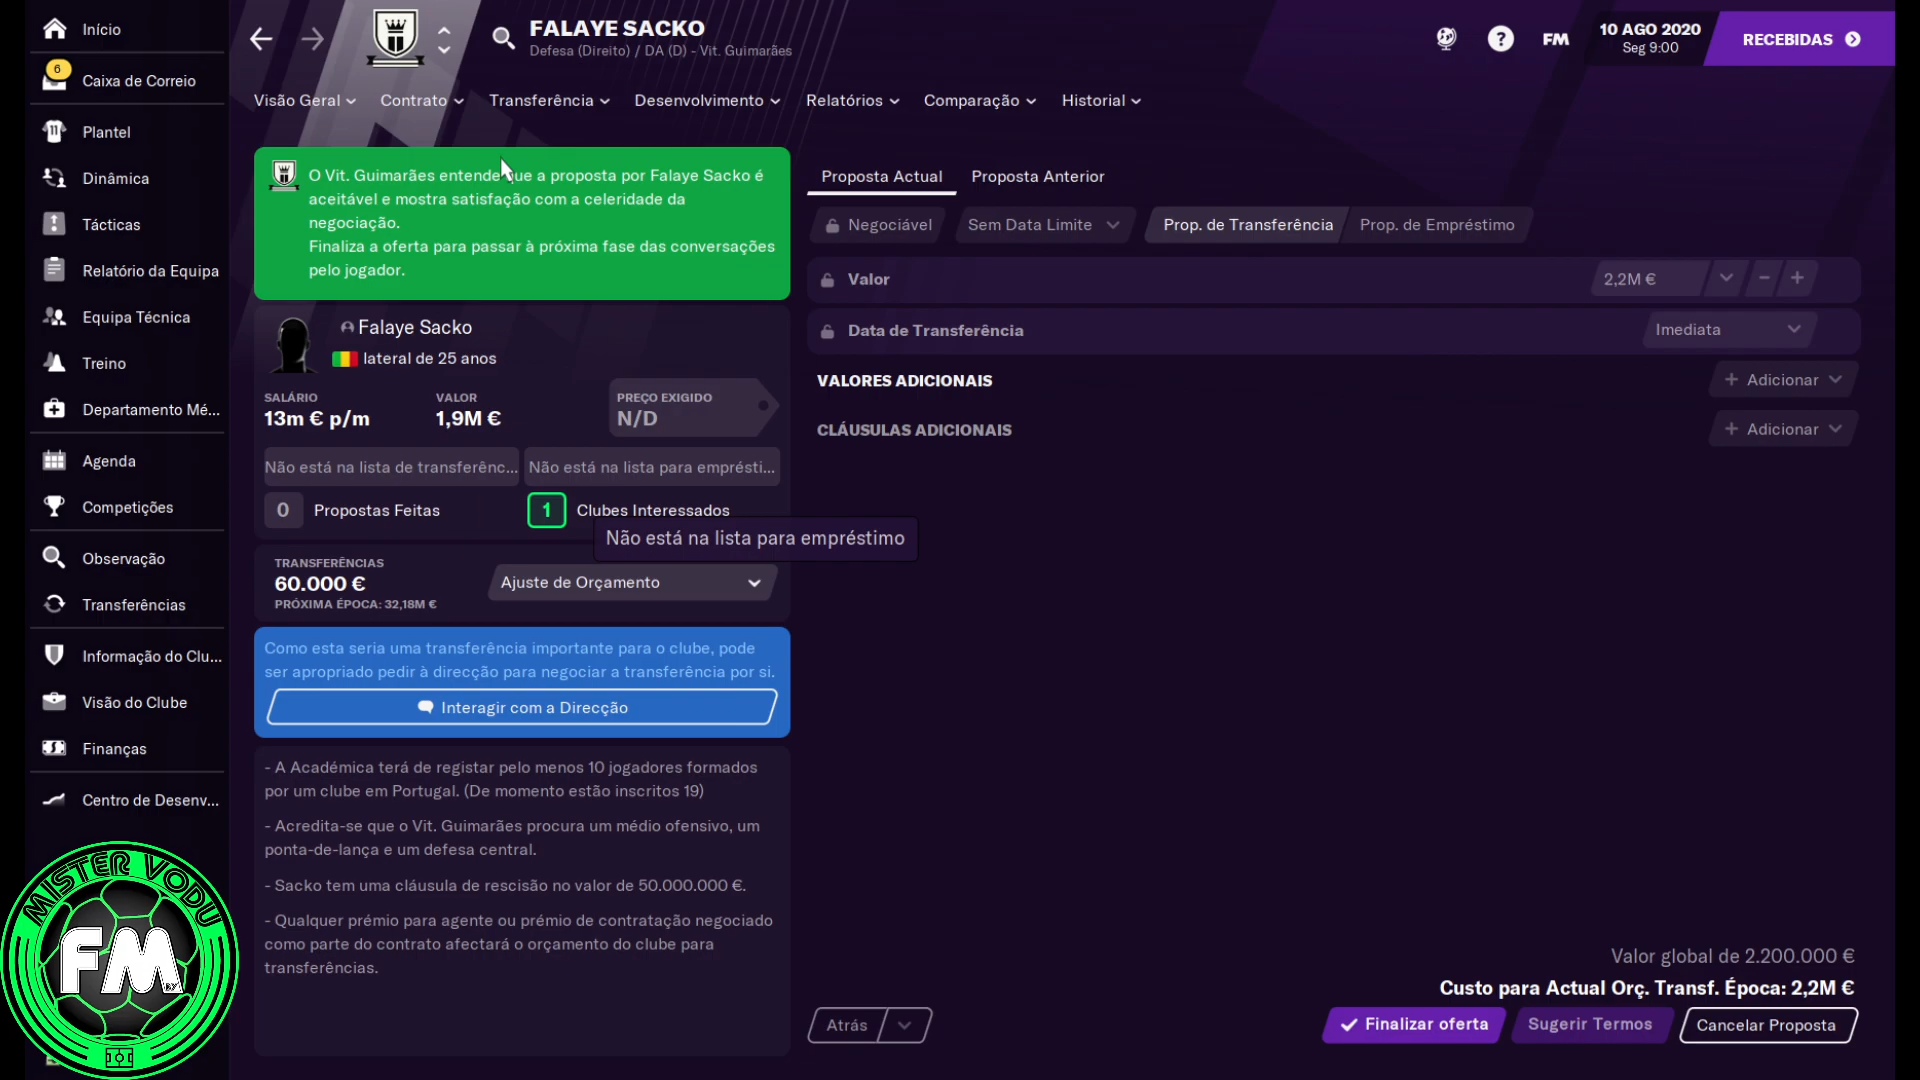 Início
6
Caixa de Correio
Plantel
Dinâmica
Tácticas
Relatório da Equipa
Equipa Técnica
Treino
Departamento Mé...
Agenda
Competições
Observação
Transferências
Informação do Clu...
Visão do Clube
Finanças
Centro de Desenv...
MISTER VODU
FM
BY
FALAYE SACKO
Defesa (Direito) / DA (D) - Vit. Guimarães
FM
10 AGO 2020
Seg 9:00
RECEBIDAS
Visão Geral
Contrato
Transferência
Desenvolvimento
Relatórios
Comparação
Historial
O Vit. Guimarães entende que a proposta por Falaye Sacko é
aceitável e mostra satisfação com a celeridade da
negociação.
Finaliza a oferta para passar à próxima fase das conversações
pelo jogador.
Falaye Sacko
lateral de 25 anos
SALÁRIO
13m € p/m
VALOR
1,9M €
PREÇO EXIGIDO
N/D
Não está na lista de transferênc...
Não está na lista para emprésti...
0 Propostas Feitas
1 Clubes Interessados
Não está na lista para empréstimo
TRANSFERÊNCIAS
60.000 €
PRÓXIMA ÉPOCA: 32,18M €
Ajuste de Orçamento
Como esta seria uma transferência importante para o clube, pode
ser apropriado pedir à direcção para negociar a transferência por si.
Interagir com a Direcção
- A Académica terá de registar pelo menos 10 jogadores formados
por um clube em Portugal. (De momento estão inscritos 19)
- Acredita-se que o Vit. Guimarães procura um médio ofensivo, um
ponta-de-lança e um defesa central.
- Sacko tem uma cláusula de rescisão no valor de 50.000.000 €.
- Qualquer prémio para agente ou prémio de contratação negociado
como parte do contrato afectará o orçamento do clube para
transferências.
Proposta Actual
Proposta Anterior
Negociável
Sem Data Limite
Prop. de Transferência
Prop. de Empréstimo
Valor
2,2M €
Data de Transferência
Imediata
VALORES ADICIONAIS
+ Adicionar
CLÁUSULAS ADICIONAIS
+ Adicionar
Valor global de 2.200.000 €
Custo para Actual Orç. Transf. Época: 2,2M €
Atrás
Finalizar oferta
Sugerir Termos
Cancelar Proposta